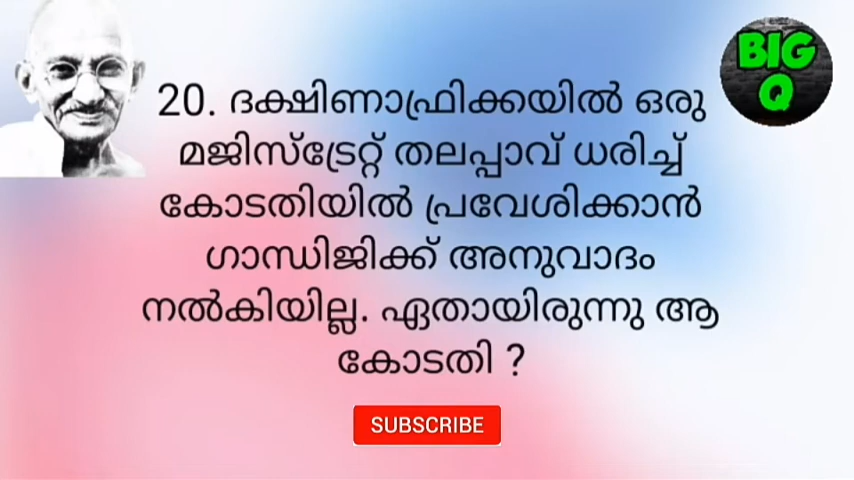 BIG
Q
20. ദക്ഷിണാഫ്രിക്കയിൽ ഒരു
മജിസ്ട്രേറ്റ് തലപ്പാവ് ധരിച്ച്
കോടതിയിൽ പ്രവേശിക്കാൻ
ഗാന്ധിജിക്ക് അനുവാദം
നൽകിയില്ല. ഏതായിരുന്നു ആ
കോടതി ?
SUBSCRIBE